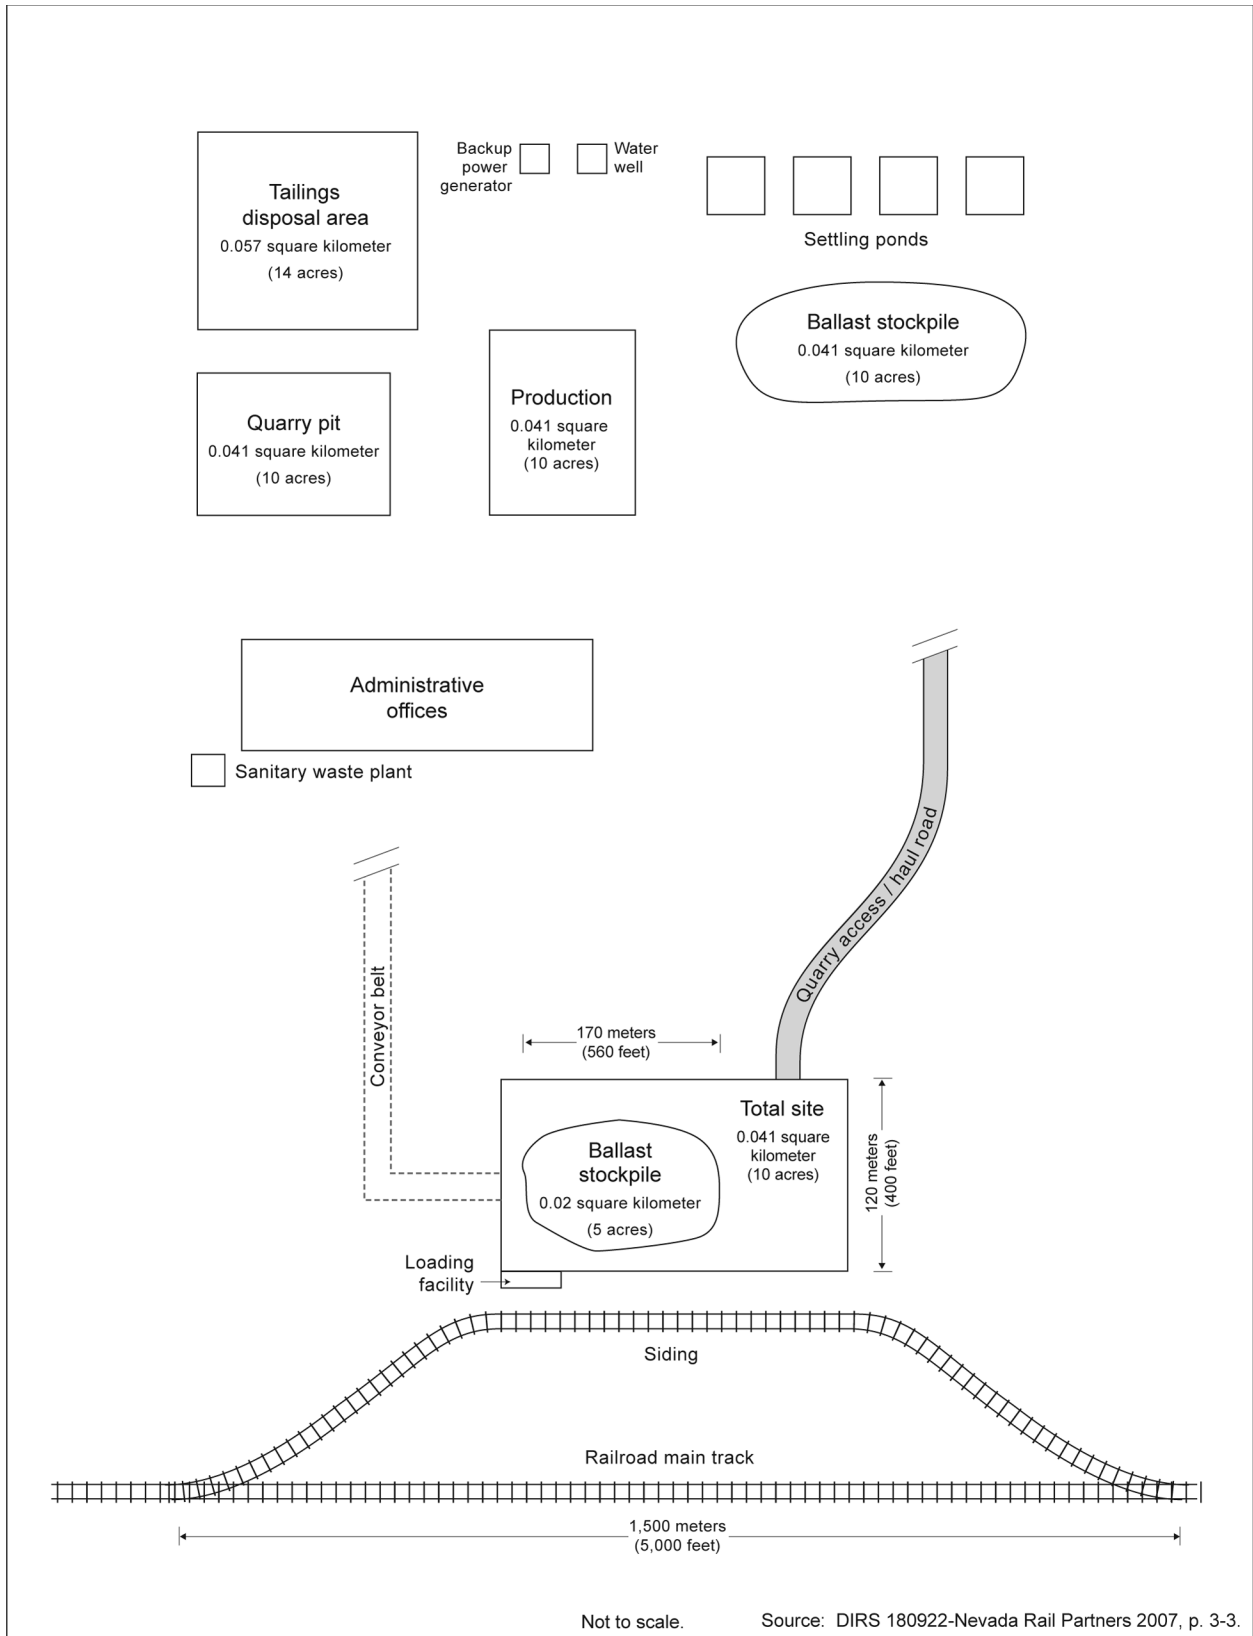 Tailings
disposal area
0.057 square kilometer
(14 acres)
Backup
power
generator
Water
well
Settling ponds
Ballast stockpile
0.041 square kilometer
(10 acres)
Quarry pit
0.041 square kilometer
(10 acres)
Production
0.041 square
kilometer
(10 acres)
Administrative
offices
Sanitary waste plant
Quarry access / haul road
Conveyor belt
170 meters
(560 feet)
Total site
0.041 square
kilometer
(10 acres)
Ballast
stockpile
0.02 square kilometer
(5 acres)
120 meters
(400 feet)
Loading
facility
Siding
Railroad main track
1,500 meters
(5,000 feet)
Not to scale.
Source: DIRS 180922-Nevada Rail Partners 2007, p. 3-3.